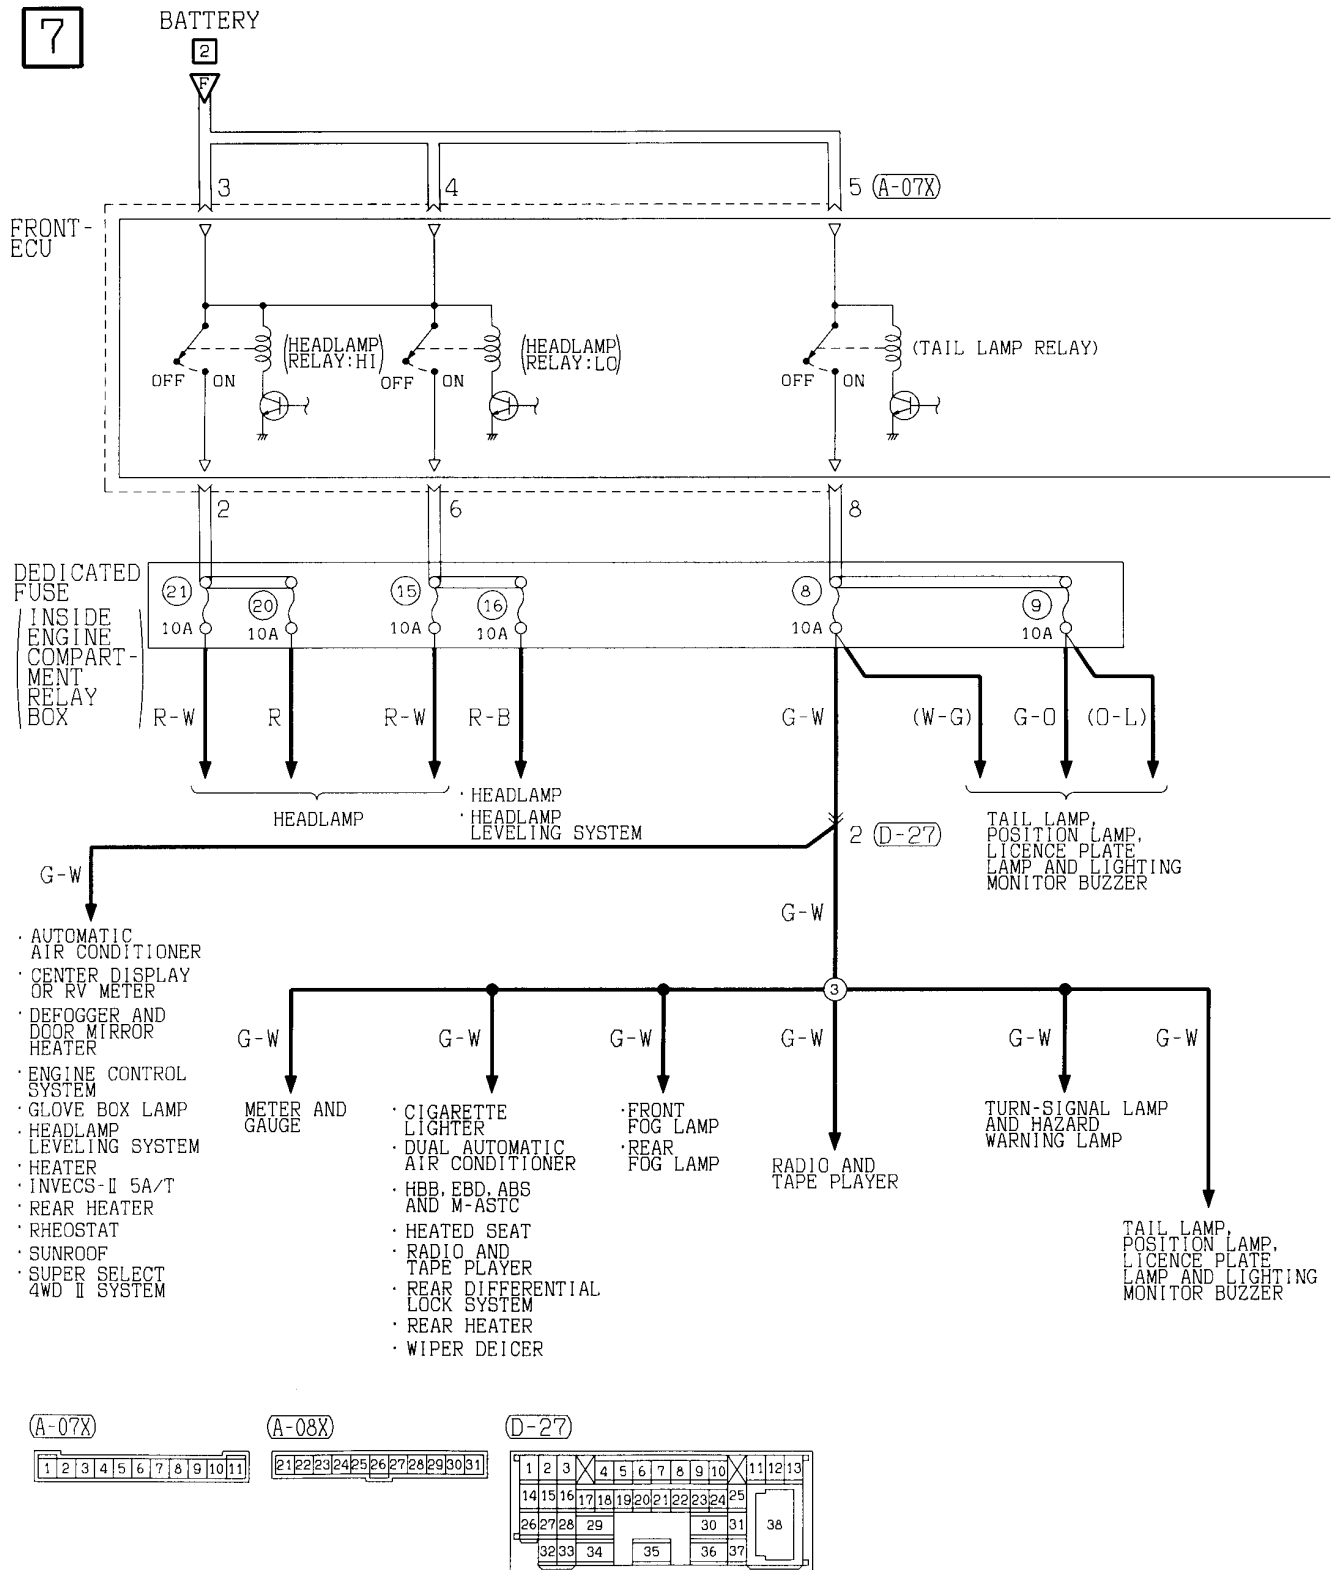 7
BATTERY
2
F
3
4
5 (A-07X)
FRONT-
ECU
(HEADLAMP
RELAY:HI)
(HEADLAMP
RELAY:LO)
(TAIL LAMP RELAY)
OFF ON
OFF ON
OFF ON
2
6
8
DEDICATED
FUSE
(INSIDE
ENGINE
COMPART-
MENT
RELAY
BOX)
21
10A
20
10A
15
10A
16
10A
8
10A
9
10A
R-W
R
R-W
R-B
G-W
(W-G)
G-O
(O-L)
HEADLAMP
· HEADLAMP
· HEADLAMP
LEVELING SYSTEM
TAIL LAMP,
POSITION LAMP,
LICENCE PLATE
LAMP AND LIGHTING
MONITOR BUZZER
2 (D-27)
G-W
G-W
· AUTOMATIC
AIR CONDITIONER
· CENTER DISPLAY
OR RV METER
· DEFOGGER AND
DOOR MIRROR
HEATER
· ENGINE CONTROL
SYSTEM
· GLOVE BOX LAMP
· HEADLAMP
LEVELING SYSTEM
· HEATER
· INVECS-Ⅱ 5A/T
· REAR HEATER
· RHEOSTAT
· SUNROOF
· SUPER SELECT
4WD Ⅱ SYSTEM
3
G-W
G-W
G-W
G-W
G-W
G-W
METER AND
GAUGE
· CIGARETTE
LIGHTER
· DUAL AUTOMATIC
AIR CONDITIONER
· HBB, EBD, ABS
AND M-ASTC
· HEATED SEAT
· RADIO AND
TAPE PLAYER
· REAR DIFFERENTIAL
LOCK SYSTEM
· REAR HEATER
· WIPER DEICER
· FRONT
FOG LAMP
· REAR
FOG LAMP
RADIO AND
TAPE PLAYER
TURN-SIGNAL LAMP
AND HAZARD
WARNING LAMP
TAIL LAMP,
POSITION LAMP,
LICENCE PLATE
LAMP AND LIGHTING
MONITOR BUZZER
(A-07X)
1 2 3 4 5 6 7 8 9 10 11
(A-08X)
21 22 23 24 25 26 27 28 29 30 31
(D-27)
1 2 3 4 5 6 7 8 9 10 11 12 13
14 15 16 17 18 19 20 21 22 23 24 25
26 27 28 29 30 31 38
32 33 34 35 36 37